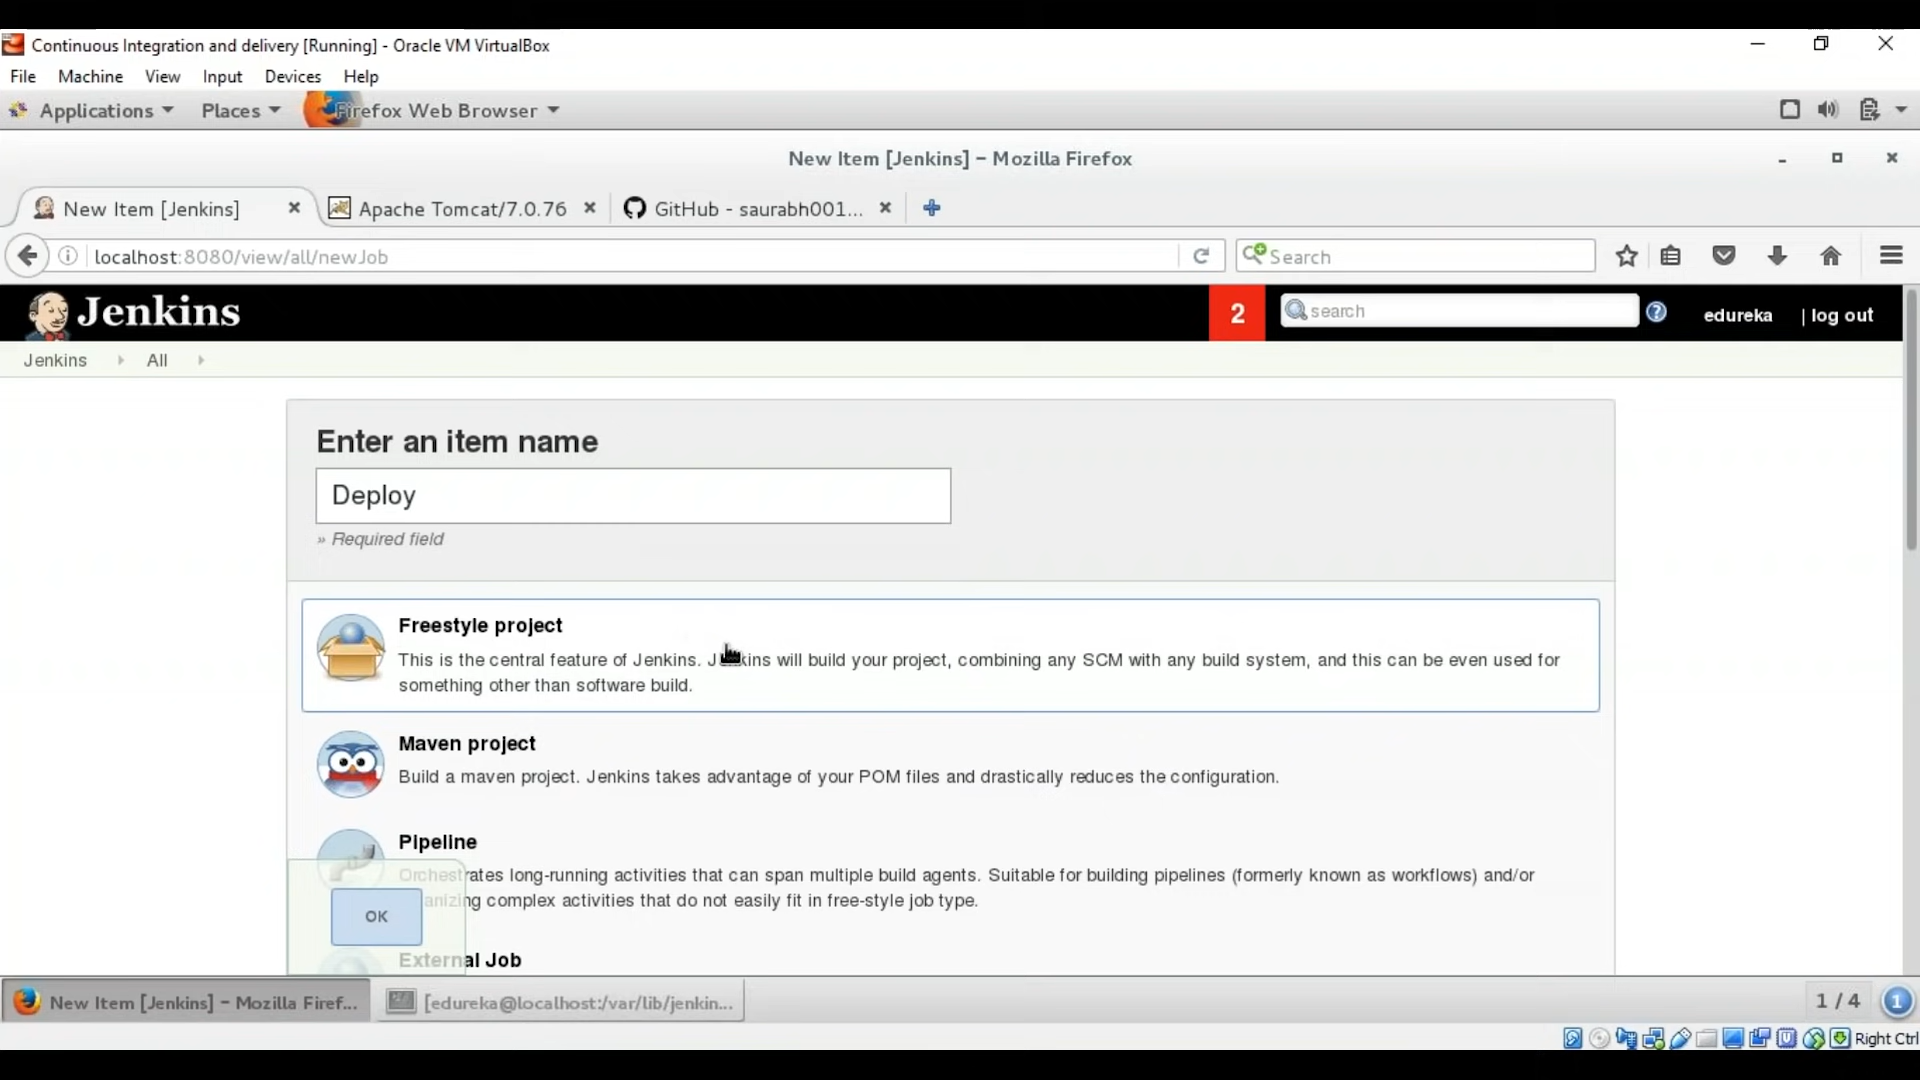 Continuous Integration and delivery [Running] - Oracle VM VirtualBox
File Machine View Input Devices Help
Applications Places Firefox Web Browser
New Item [Jenkins] – Mozilla Firefox
New Item [Jenkins] Apache Tomcat/7.0.76 GitHub - saurabh001...
localhost:8080/view/all/newJob Search
Jenkins 2 search edureka | log out
Jenkins All
Enter an item name
Deploy
» Required field
Freestyle project
This is the central feature of Jenkins. Jenkins will build your project, combining any SCM with any build system, and this can be even used for
something other than software build.
Maven project
Build a maven project. Jenkins takes advantage of your POM files and drastically reduces the configuration.
Pipeline
Orchestrates long-running activities that can span multiple build agents. Suitable for building pipelines (formerly known as workflows) and/or
anizing complex activities that do not easily fit in free-style job type.
OK
External Job
New Item [Jenkins] – Mozilla Firef... [edureka@localhost:/var/lib/jenkin... 1 / 4 1
Right Ctrl